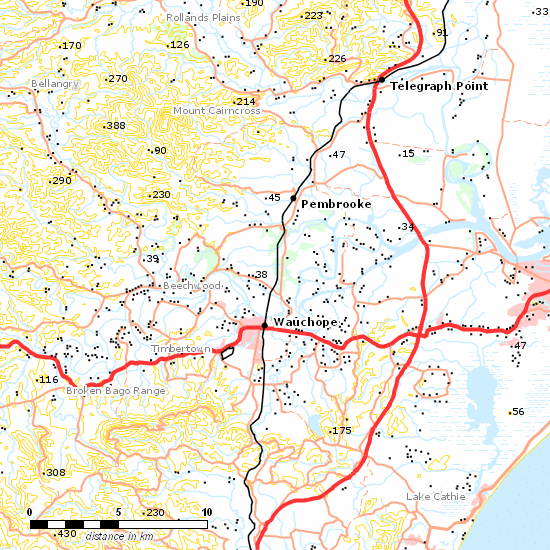 190
Rollands Plains
223
.33
91
170
126
226
270
Bellangry
Telegraph Point
214
Mount Cairncross
388
90
47
15
290
230
45
Pembrooke
34
39
38
Beechwood
Wauchope
Timbertown
47
116
Broken Bago Range
56
175
308
Lake Cathie
0 5 10
230
430
distance in km